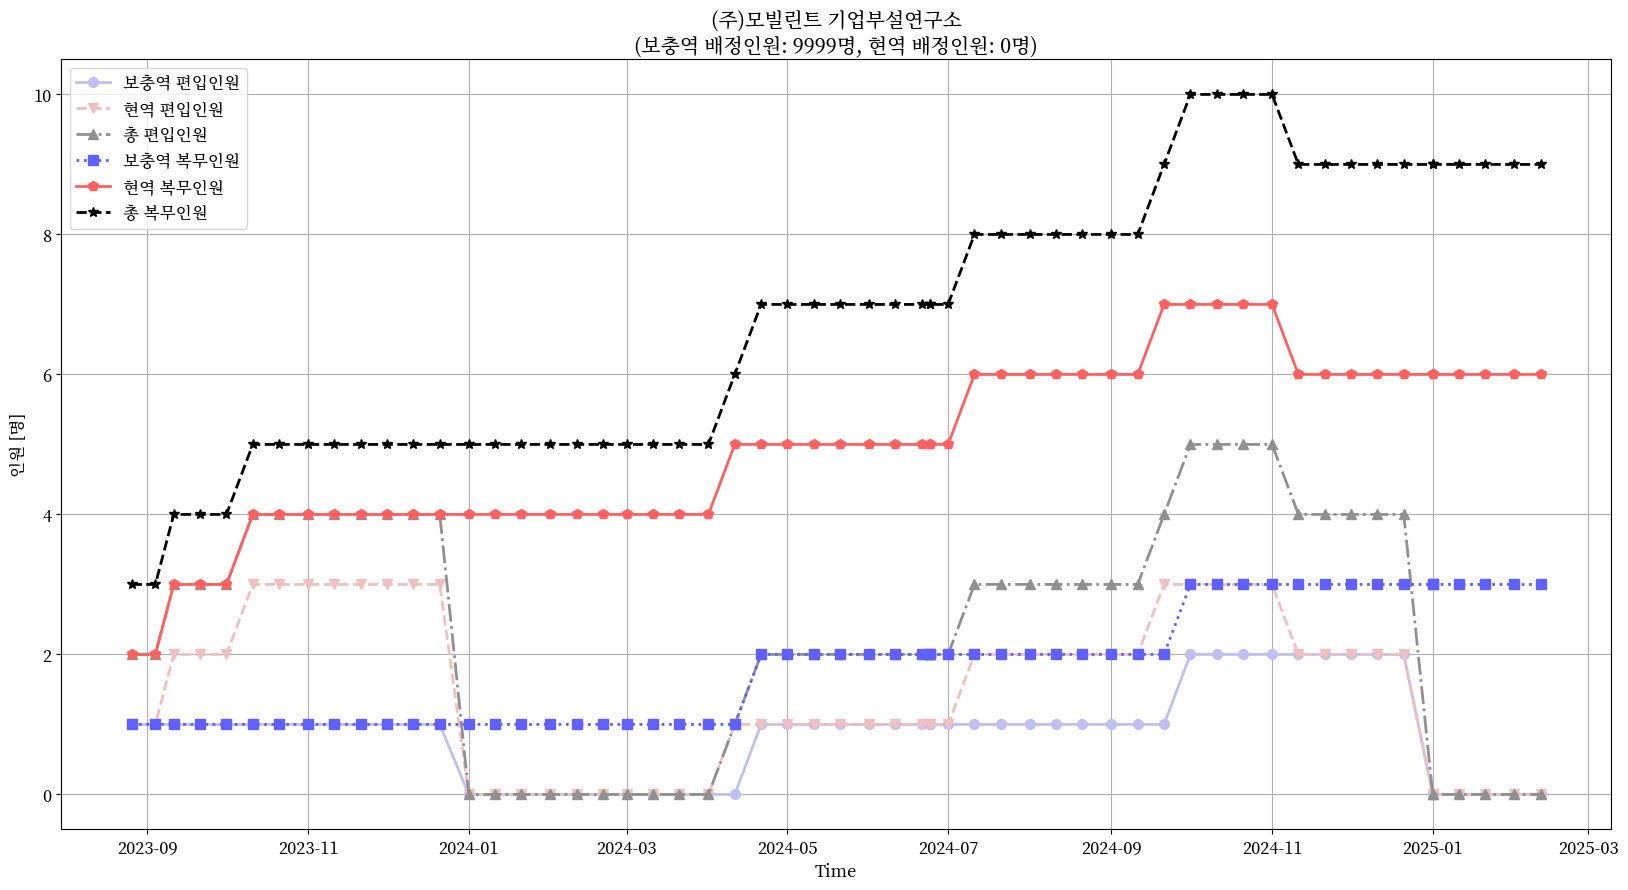 (주)모빌린트 기업부설연구소
(보충역 배정인원: 9999명, 현역 배정인원: 0명)
보충역 편입인원
현역 편입인원
총 편입인원
보충역 복무인원
현역 복무인원
총 복무인원
인원 [명]
10
8
6
4
2
0
2023-09 2023-11 2024-01 2024-03 2024-05 2024-07 2024-09 2024-11 2025-01 2025-03
Time